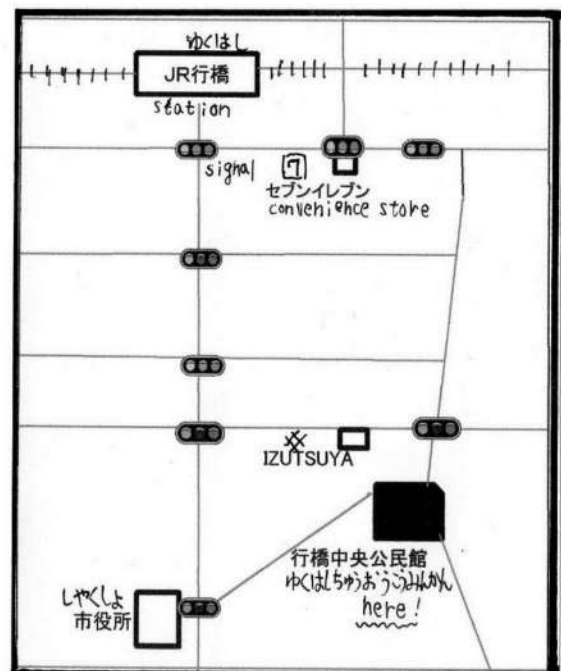 ゆくはし
JR行橋
station
signal
7
セブンイレブン
convenience store
IZUTSUYA
行橋中央公民館
ゆくはしちゅうおうこうみんかん
here!
しやくしょ
市役所